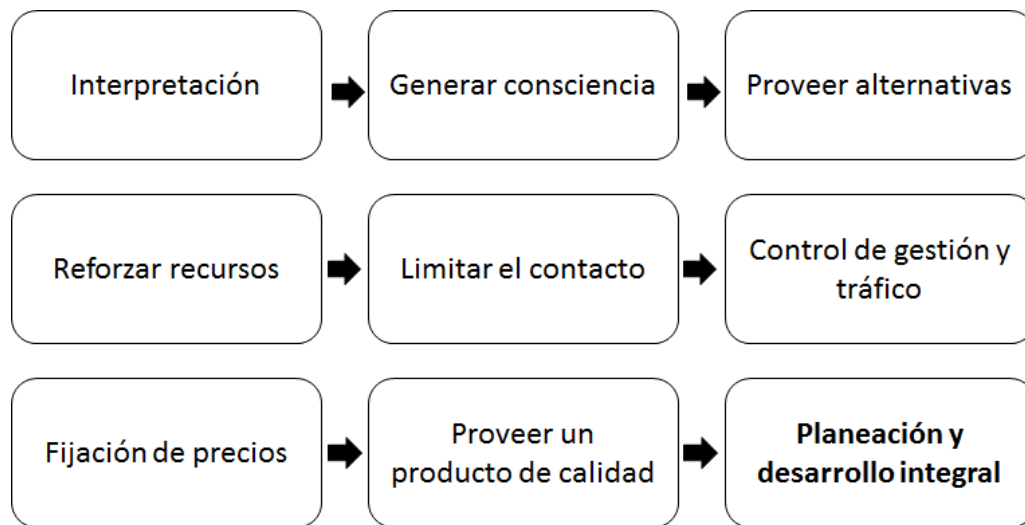 Interpretación
Generar consciencia
Proveer alternativas
Reforzar recursos
Limitar el contacto
Control de gestión y
tráfico
Fijación de precios
Proveer un
producto de calidad
Planeación y
desarrollo integral